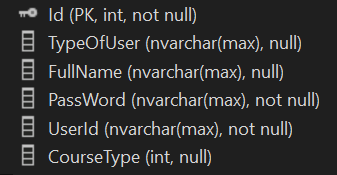 Id (PK, int, not null)
TypeOfUser (nvarchar(max), null)
FullName (nvarchar(max), null)
PassWord (nvarchar(max), not null)
UserId (nvarchar(max), not null)
CourseType (int, null)